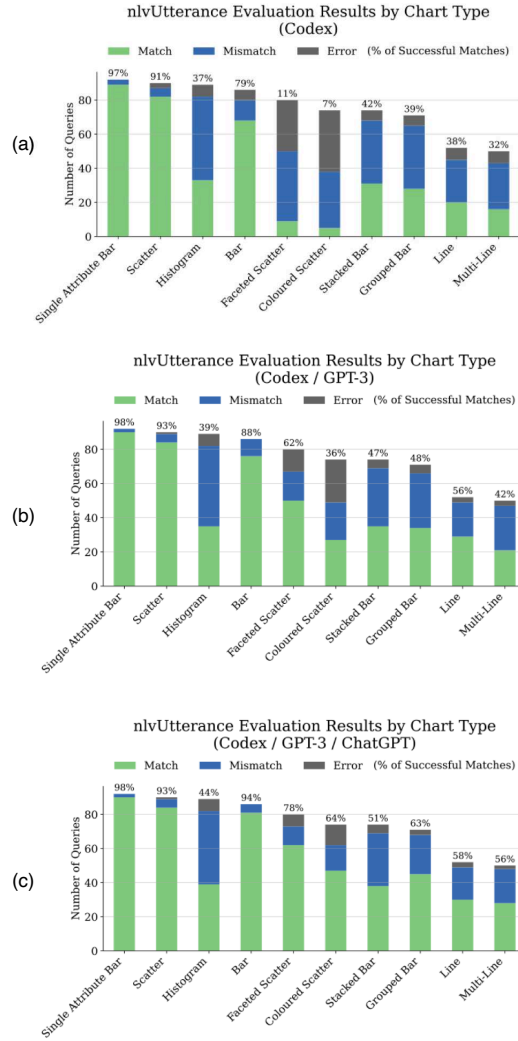 nlvUtterance Evaluation Results by Chart Type
(Codex)
Match Mismatch Error (% of Successful Matches)
97% 91% 37% 79% 11% 7% 42% 39% 38% 32%
80
60
40
20
0
Number of Queries
(a)
Single Attribute Bar
Scatter
Histogram
Bar
Faceted Scatter
Coloured Scatter
Stacked Bar
Grouped Bar
Line
Multi-Line
nlvUtterance Evaluation Results by Chart Type
(Codex / GPT-3)
Match Mismatch Error (% of Successful Matches)
98% 93% 39% 88% 62% 36% 47% 48% 56% 42%
80
60
40
20
0
Number of Queries
(b)
Single Attribute Bar
Scatter
Histogram
Bar
Faceted Scatter
Coloured Scatter
Stacked Bar
Grouped Bar
Line
Multi-Line
nlvUtterance Evaluation Results by Chart Type
(Codex / GPT-3 / ChatGPT)
Match Mismatch Error (% of Successful Matches)
98% 93% 44% 94% 78% 64% 51% 63% 58% 56%
80
60
40
20
0
Number of Queries
(c)
Single Attribute Bar
Scatter
Histogram
Bar
Faceted Scatter
Coloured Scatter
Stacked Bar
Grouped Bar
Line
Multi-Line